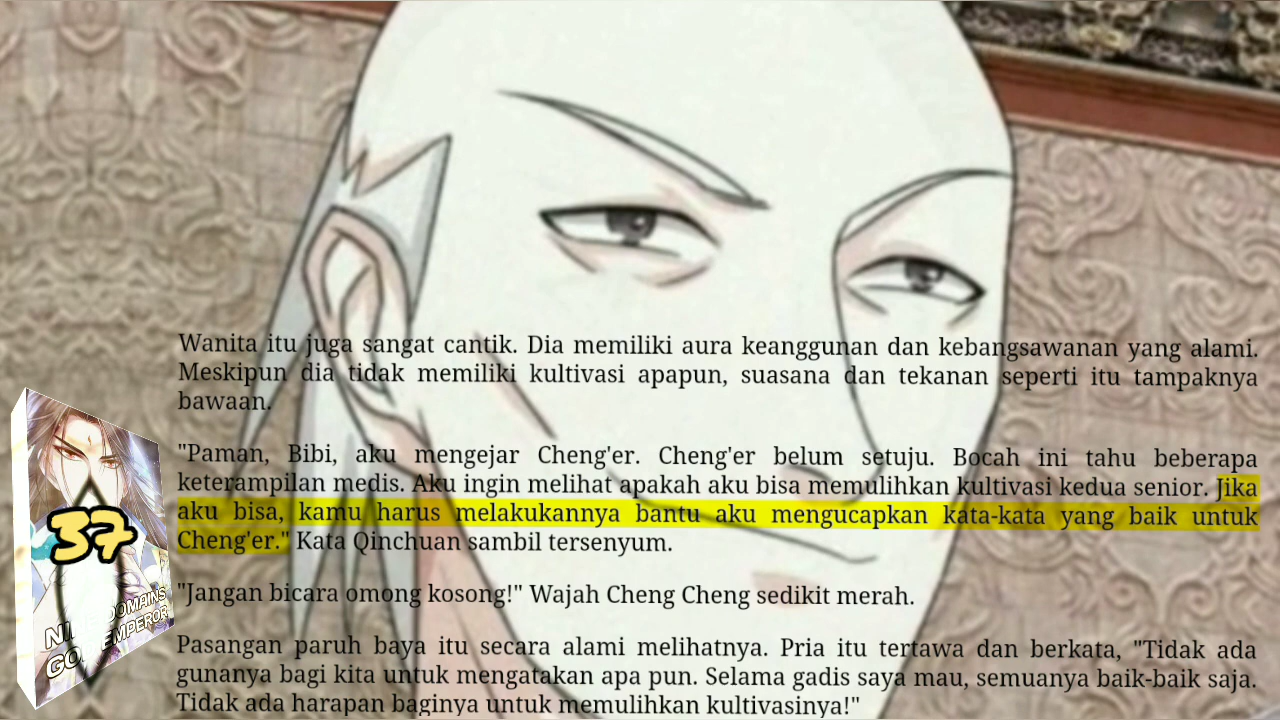 Wanita itu juga sangat cantik. Dia memiliki aura keanggunan dan kebangsawanan yang alami.
Meskipun dia tidak memiliki kultivasi apapun, suasana dan tekanan seperti itu tampaknya
bawaan.
"Paman, Bibi, aku mengejar Cheng'er. Cheng'er belum setuju. Bocah ini tahu beberapa
keterampilan medis. Aku ingin melihat apakah aku bisa memulihkan kultivasi kedua senior. Jika
aku bisa, kamu harus melakukannya bantu aku mengucapkan kata-kata yang baik untuk
Cheng'er." Kata Qinchuan sambil tersenyum.
"Jangan bicara omong kosong!" Wajah Cheng Cheng sedikit merah.
Pasangan paruh baya itu secara alami melihatnya. Pria itu tertawa dan berkata, "Tidak ada
gunanya bagi kita untuk mengatakan apa pun. Selama gadis saya mau, semuanya baik-baik saja.
Tidak ada harapan baginya untuk memulihkan kultivasinya!"
37
DOMAINS
EMPEROR